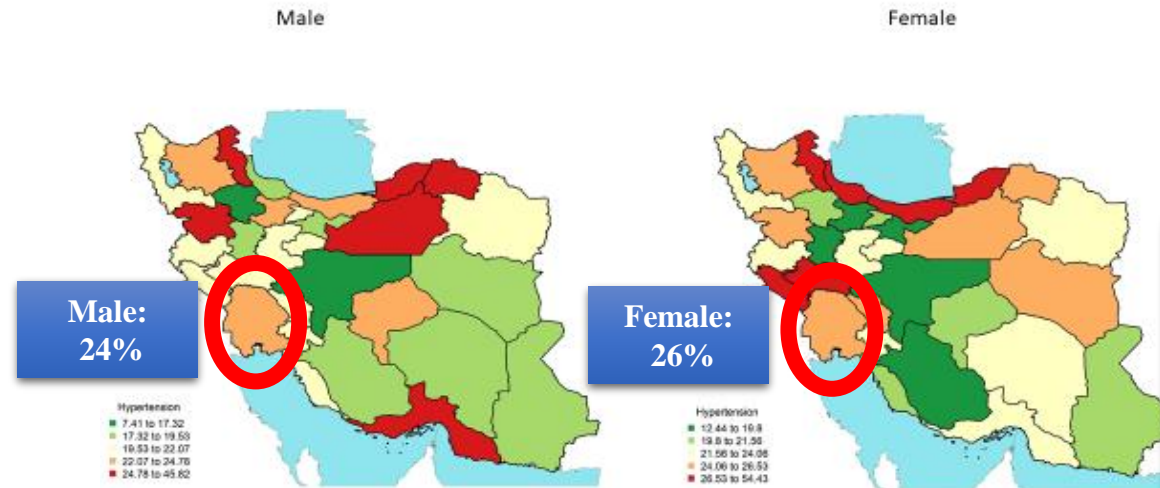 Male
Female
Male:
24%
Female:
26%
Hypertension
7.41 to 17.32
17.32 to 19.53
19.53 to 22.07
22.07 to 24.78
24.78 to 45.82
Hypertension
12.44 to 19.8
19.8 to 21.56
21.56 to 24.06
24.06 to 26.53
26.53 to 54.43